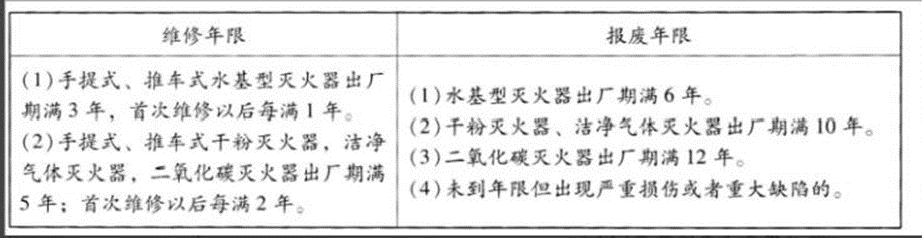 维修年限
(1)手提式、推车式水基型灭火器出厂
期满3年，首次维修以后每满1年。
(2)手提式、推车式干粉灭火器，洁净
气体灭火器，二氧化碳灭火器出厂期满
5年；首次维修以后每满2年。
报废年限
(1)水基型灭火器出厂期满6年。
(2)干粉灭火器、洁净气体灭火器出厂期满10年。
(3)二氧化碳灭火器出厂期满12年。
(4)未到年限但出现严重损伤或者重大缺陷的。